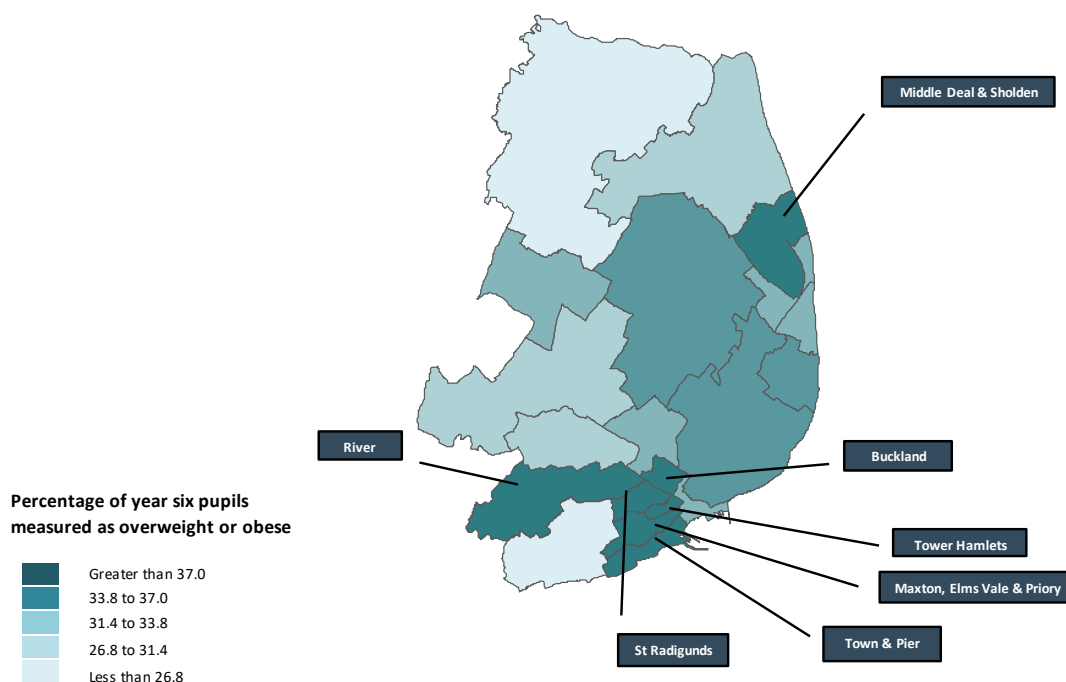 Middle Deal & Sholden
River
Buckland
Percentage of year six pupils
measured as overweight or obese
Tower Hamlets
Greater than 37.0
33.8 to 37.0
Maxton, Elms Vale & Priory
31.4 to 33.8
St Radigunds
Town & Pier
26.8 to 31.4
Less than 26.8